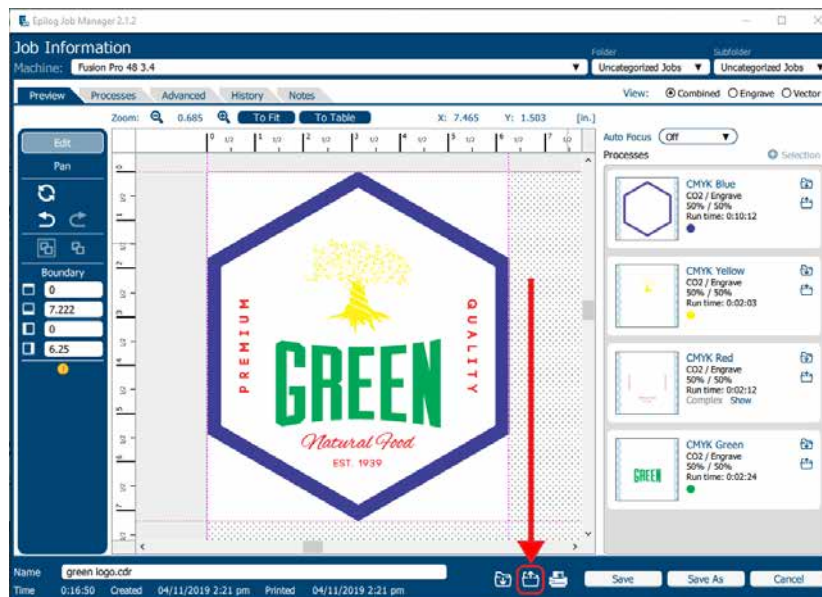 Epilog Job Manager 2.1.2
Job Information
Folder
Subfolder
Machine: Fusion Pro 48 3.4
Uncategorized Jobs
Uncategorized Jobs
Preview Processes Advanced History Notes
View: Combined Engrave Vector
Zoom: 0.685 To Fit To Table X: 7.465 Y: 1.503 [in.]
Edit
Pan
Boundary
0
7.222
0
6.25
PREMIUM
QUALITY
GREEN
Natural Food
EST. 1939
Auto Focus Off
Processes Selection
CMYK Blue
CO2 / Engrave
50% / 50%
Run time: 0:10:12
CMYK Yellow
CO2 / Engrave
50% / 50%
Run time: 0:02:03
CMYK Red
CO2 / Engrave
50% / 50%
Run time: 0:02:12
Complex Show
GREEN
CMYK Green
CO2 / Engrave
50% / 50%
Run time: 0:02:24
Name green logo.cdr
Time 0:16:50 Created 04/11/2019 2:21 pm Printed 04/11/2019 2:21 pm
Save Save As Cancel